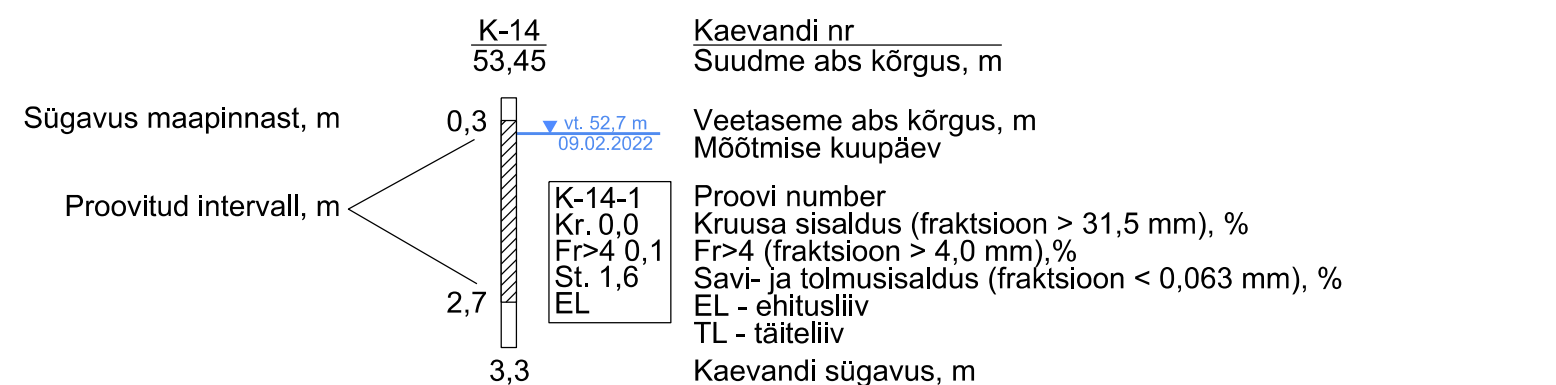 K-14 Kaevandi nr
53,45 Suudme abs kõrgus, m
Sügavus maapinnast, m 0,3 vt. 52,7 m Veetaseme abs kõrgus, m
09.02.2022 Mõõtmise kuupäev
Proovitud intervall, m
K-14-1 Proovi number
Kr. 0,0 Kruusa sisaldus (fraktsioon > 31,5 mm), %
Fr>4 0,1 Fr>4 (fraktsioon > 4,0 mm),%
St. 1,6 Savi- ja tolmusisaldus (fraktsioon < 0,063 mm), %
2,7 EL EL - ehitusliiv
TL - täiteliiv
3,3 Kaevandi sügavus, m